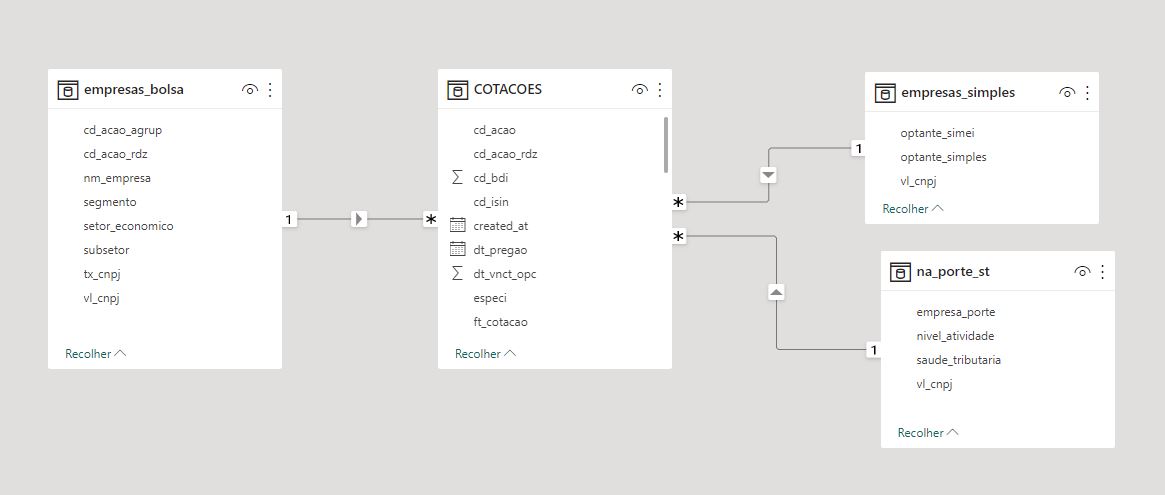 empresas_bolsa
cd_acao_agrup
cd_acao_rdz
nm_empresa
segmento
setor_economico
subsetor
tx_cnpj
vl_cnpj
Recolher
1
*
COTACOES
cd_acao
cd_acao_rdz
cd_bdi
cd_isin
created_at
dt_pregao
dt_vnct_opc
especi
ft_cotacao
Recolher
*
1
*
1
empresas_simples
optante_simei
optante_simples
vl_cnpj
Recolher
na_porte_st
empresa_porte
nivel_atividade
saude_tributaria
vl_cnpj
Recolher